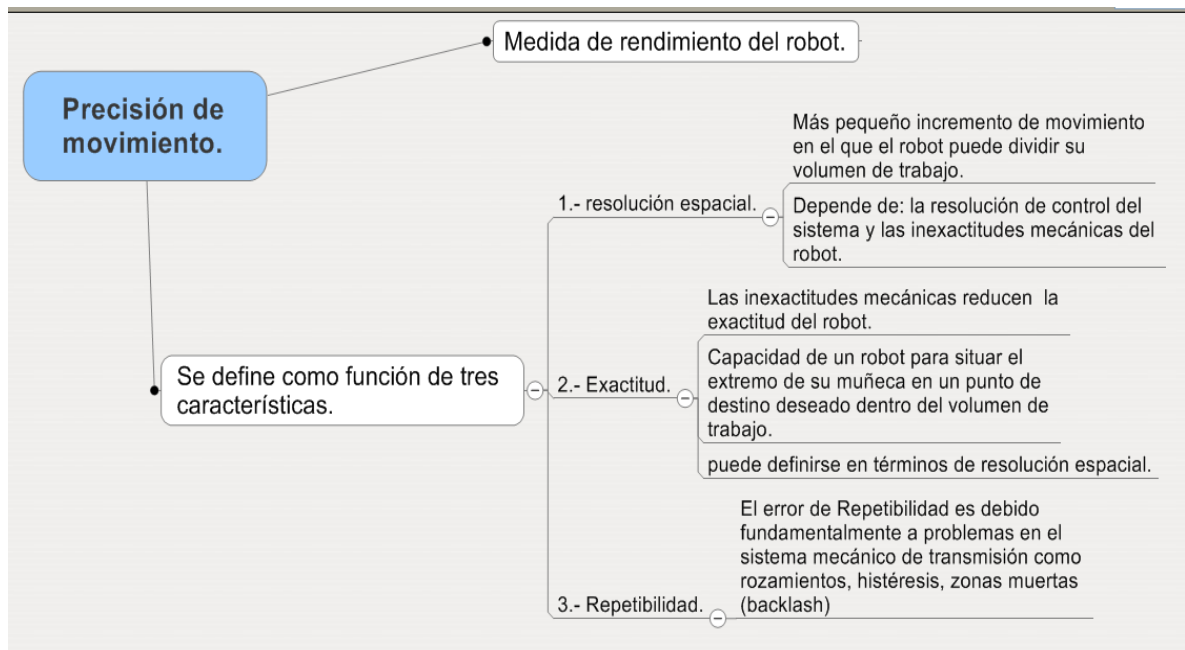 Medida de rendimiento del robot.
Precisión de
movimiento.
Más pequeño incremento de movimiento
en el que el robot puede dividir su
volumen de trabajo.
1.- resolución espacial.
Depende de: la resolución de control del
sistema y las inexactitudes mecánicas del
robot.
Las inexactitudes mecánicas reducen  la
exactitud del robot.
Se define como función de tres
características.
2.- Exactitud.
Capacidad de un robot para situar el
extremo de su muñeca en un punto de
destino deseado dentro del volumen de
trabajo.
puede definirse en términos de resolución espacial.
3.- Repetibilidad.
El error de Repetibilidad es debido
fundamentalmente a problemas en el
sistema mecánico de transmisión como
rozamientos, histéresis, zonas muertas
(backlash)